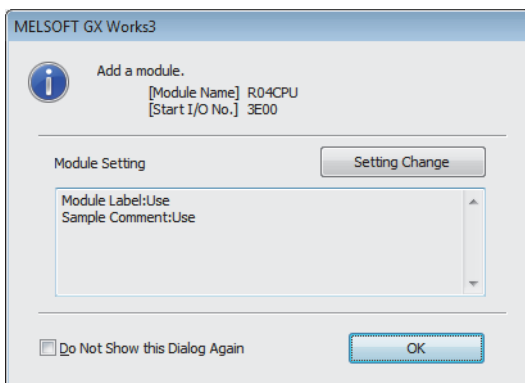 MELSOFT GX Works3
Add a module.
[Module Name] R04CPU
[Start I/O No.] 3E00
Module Setting
Setting Change
Module Label:Use
Sample Comment:Use
Do Not Show this Dialog Again
OK